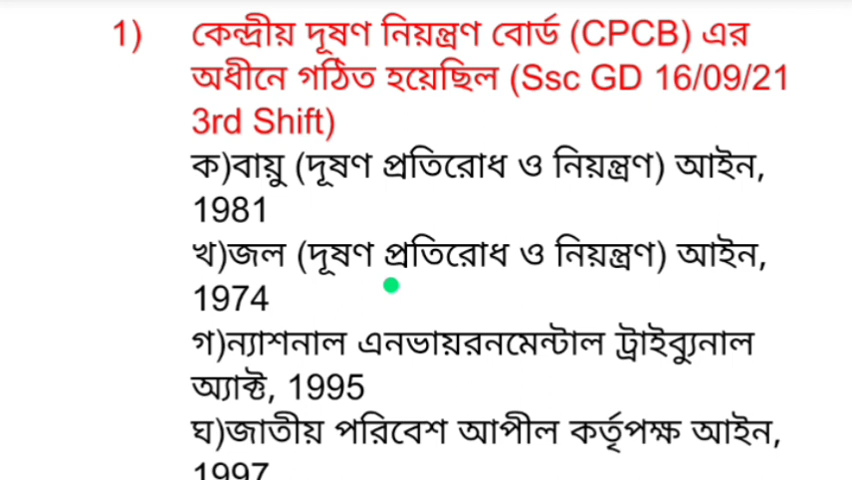 1) কেন্দ্রীয় দূষণ নিয়ন্ত্রণ বোর্ড (CPCB) এর
অধীনে গঠিত হয়েছিল (Ssc GD 16/09/21
3rd Shift)
ক)বায়ু (দূষণ প্রতিরোধ ও নিয়ন্ত্রণ) আইন,
1981
খ)জল (দূষণ প্রতিরোধ ও নিয়ন্ত্রণ) আইন,
1974
গ)ন্যাশনাল এনভায়রনমেন্টাল ট্রাইব্যুনাল
অ্যাক্ট, 1995
ঘ)জাতীয় পরিবেশ আপীল কর্তৃপক্ষ আইন,
1997